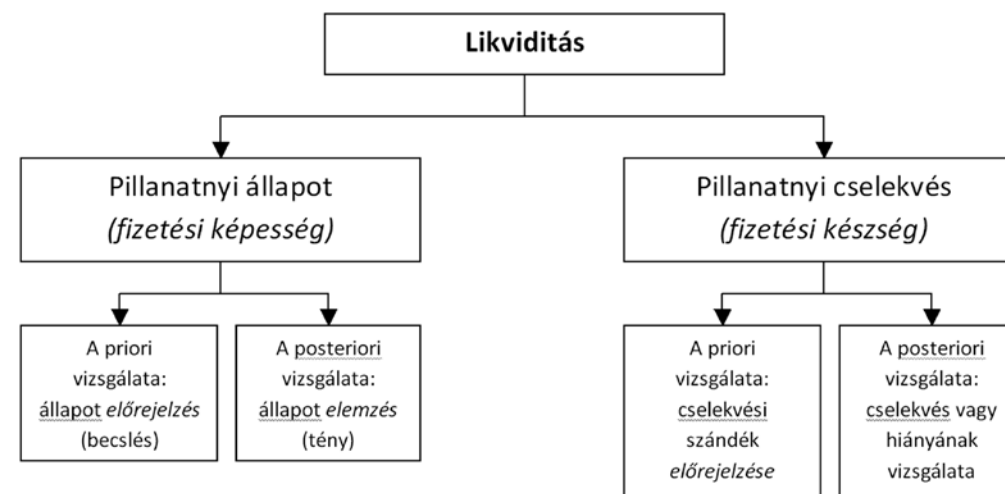 Likviditás
Pillanatnyi állapot
(fizetési képesség)
Pillanatnyi cselekvés
(fizetési készség)
A priori
vizsgálata:
állapot előrejelzés
(becslés)
A posteriori
vizsgálata:
állapot elemzés
(tény)
A priori
vizsgálata:
cselekvési
szándék
előrejelzése
A posteriori
vizsgálata:
cselekvés vagy
hiányának
vizsgálata